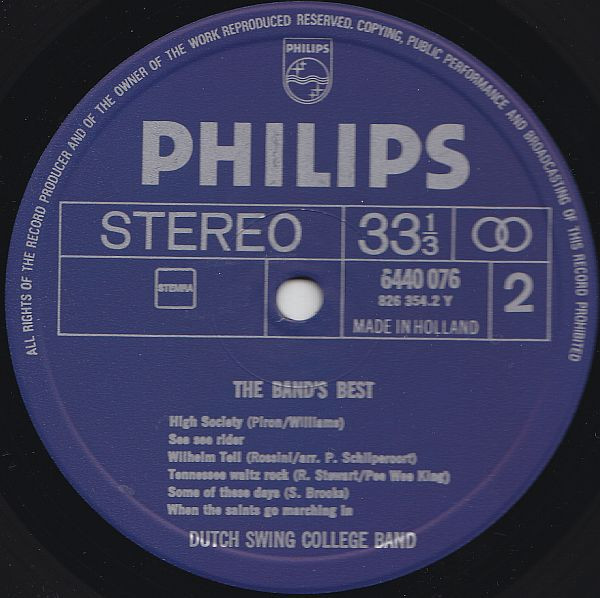 ALL RIGHTS OF THE RECORD PRODUCER AND OF THE OWNER OF THE WORK REPRODUCED RESERVED. COPYING, PUBLIC PERFORMANCE AND BROADCASTING OF THIS RECORD PROHIBITED
PHILIPS
PHILIPS
STEREO
33 1/3
STEMRA
6440 076
826 354.2 Y
MADE IN HOLLAND
2
THE BAND'S BEST
High Society (Piron/Williams)
See see rider
Wilhelm Tell (Rossini/arr. P. Schilperoort)
Tennessee waltz rock (R. Stewart/Pee Wee King)
Some of these days (S. Brooks)
When the saints go marching in
DUTCH SWING COLLEGE BAND